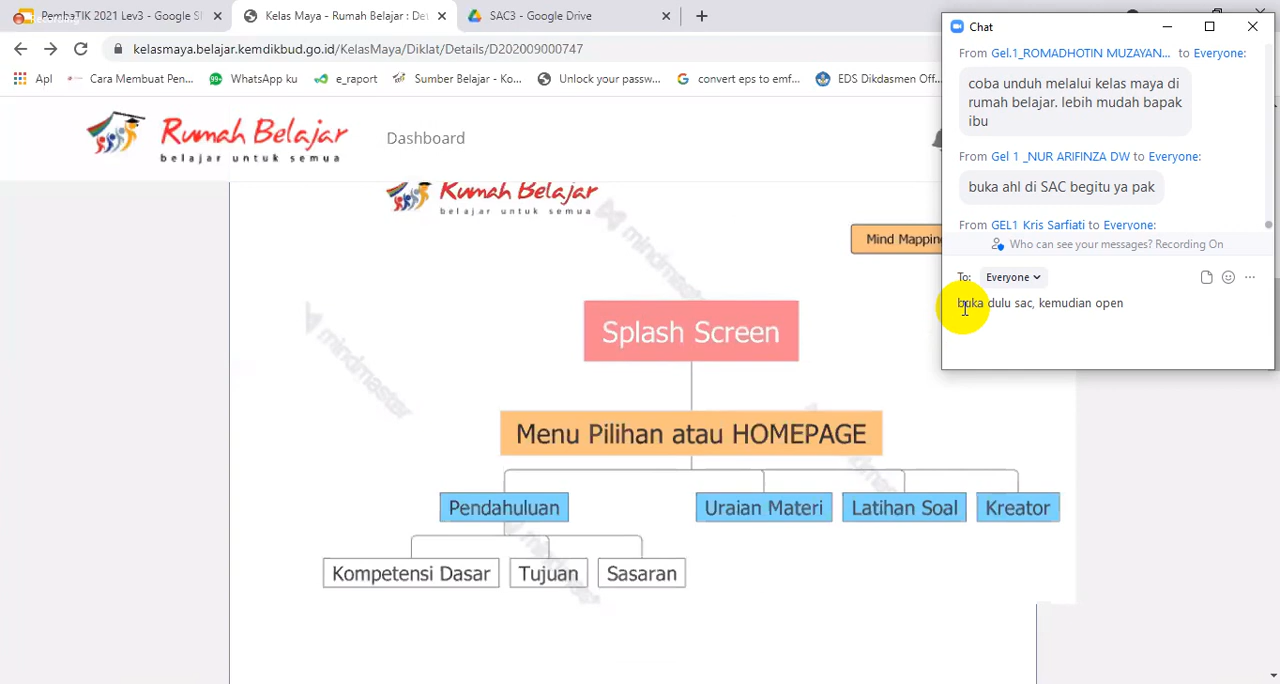 PembaTIK 2021 Lev3 - Google Sl
Kelas Maya - Rumah Belajar : Det
SAC3 - Google Drive
kelasmaya.belajar.kemdikbud.go.id/KelasMaya/Diklat/Details/D202009000747
Apl
Cara Membuat Pen...
WhatsApp ku
e_raport
Sumber Belajar - Ko...
Unlock your passw...
convert eps to emf...
EDS Dikdasmen Off...
Rumah Belajar
belajar untuk semua
Dashboard
Rumah Belajar
belajar untuk semua
Mind Mappin
Splash Screen
Menu Pilihan atau HOMEPAGE
Pendahuluan
Uraian Materi
Latihan Soal
Kreator
Kompetensi Dasar
Tujuan
Sasaran
mindmaster
mindmaster
Chat
From Gel.1_ROMADHOTIN MUZAYAN... to Everyone:
coba unduh melalui kelas maya di
rumah belajar. lebih mudah bapak
ibu
From Gel 1 _NUR ARIFINZA DW to Everyone:
buka ahl di SAC begitu ya pak
From GEL1 Kris Sarfiati to Everyone:
Who can see your messages? Recording On
To: Everyone
buka dulu sac, kemudian open